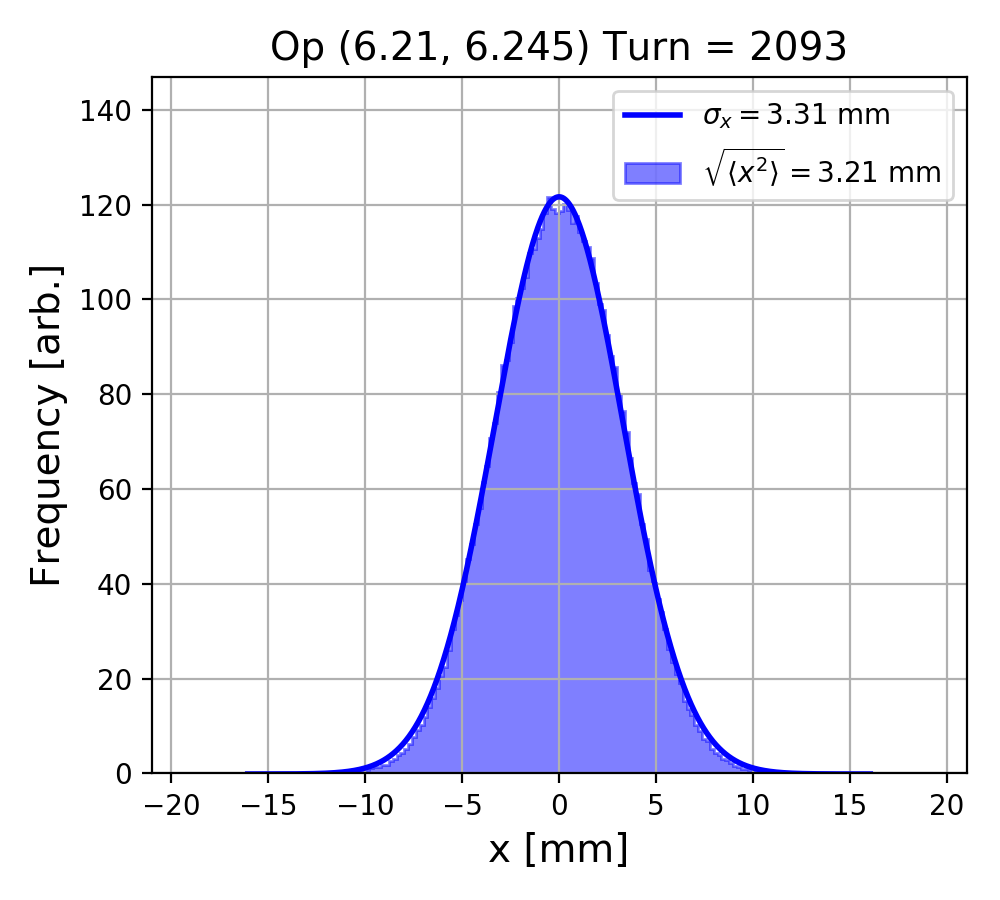 Op (6.21, 6.245) Turn = 2093
σₓ = 3.31 mm
√⟨x²⟩ = 3.21 mm
Frequency [arb.]
140
120
100
80
60
40
20
0
−20 −15 −10 −5 0 5 10 15 20
x [mm]